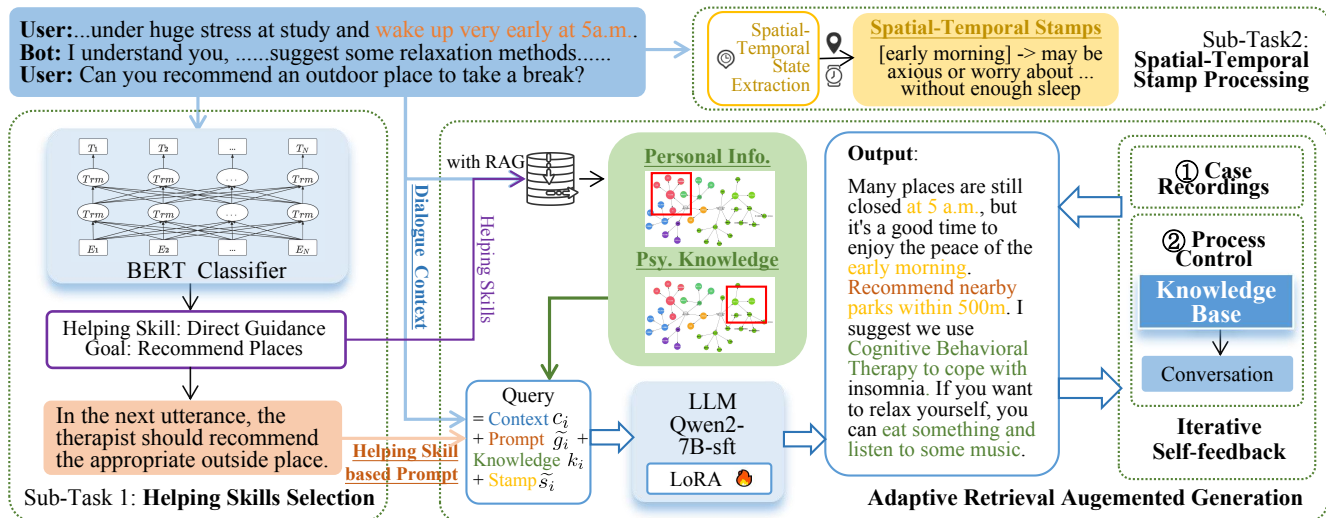 User:...under huge stress at study and wake up very early at 5a.m..
Bot: I understand you, ......suggest some relaxation methods......
User: Can you recommend an outdoor place to take a break?
Spatial-
Temporal
State
Extraction
Spatial-Temporal Stamps
[early morning] -> may be
axious or worry about ...
without enough sleep
Sub-Task2:
Spatial-Temporal
Stamp Processing
T1 T2 ... TN
Trm Trm ... Trm
Trm Trm ... Trm
E1 E2 ... EN
BERT Classifier
Helping Skill: Direct Guidance
Goal: Recommend Places
In the next utterance, the
therapist should recommend
the appropriate outside place.
Sub-Task 1: Helping Skills Selection
Dialogue Context
Helping Skills
with RAG
Personal Info.
Psy. Knowledge
Helping Skill
based Prompt
Query
= Context c_i
+ Prompt g̃_i +
Knowledge k_i
+ Stamp s̃_i
LLM
Qwen2-
7B-sft
LoRA
Output:
Many places are still
closed at 5 a.m., but
it's a good time to
enjoy the peace of the
early morning.
Recommend nearby
parks within 500m. I
suggest we use
Cognitive Behavioral
Therapy to cope with
insomnia. If you want
to relax yourself, you
can eat something and
listen to some music.
① Case
Recordings
② Process
Control
Knowledge
Base
Conversation
Iterative
Self-feedback
Adaptive Retrieval Augmented Generation